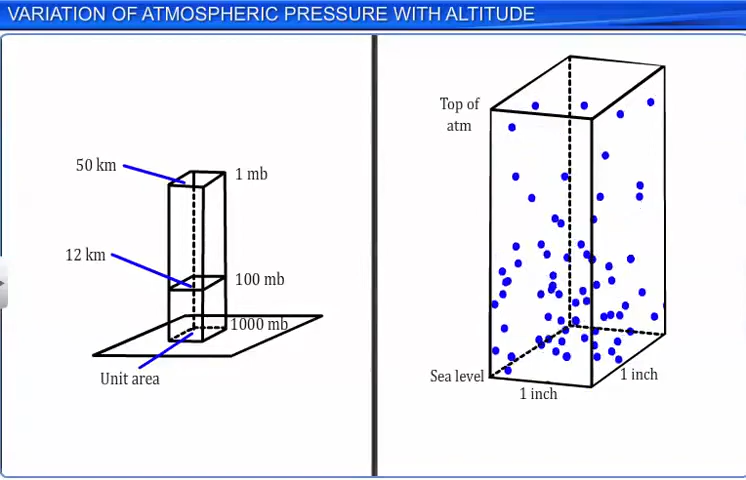 VARIATION OF ATMOSPHERIC PRESSURE WITH ALTITUDE
50 km
1 mb
12 km
100 mb
1000 mb
Unit area
Top of
atm
Sea level
1 inch
1 inch